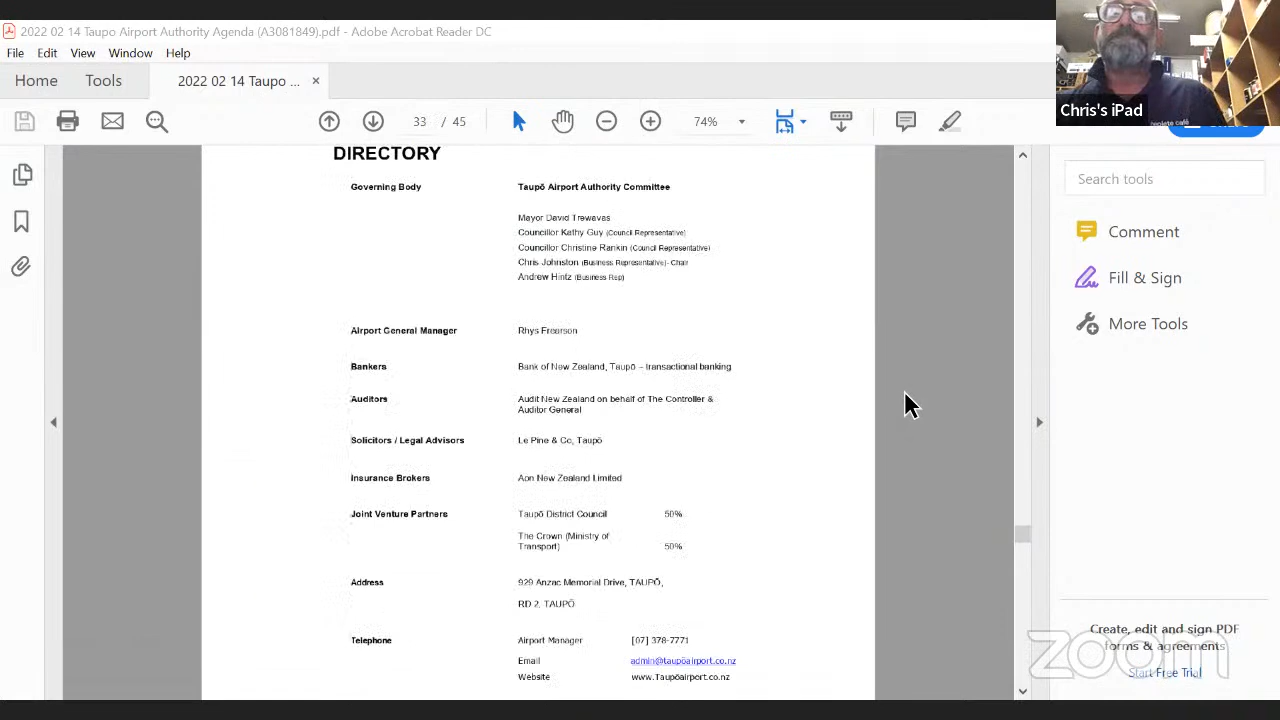 2022 02 14 Taupo Airport Authority Agenda (A3081849).pdf - Adobe Acrobat Reader DC
File Edit View Window Help
Home Tools 2022 02 14 Taupo ... ×
33 / 45 74%
Chris's iPad
DIRECTORY
Governing Body Taupō Airport Authority Committee
Mayor David Trewavas
Councillor Kathy Guy (Council Representative)
Councillor Christine Rankin (Council Representative)
Chris Johnston (Business Representative)- Chair
Andrew Hintz (Business Rep)
Airport General Manager Rhys Frearson
Bankers Bank of New Zealand, Taupō – transactional banking
Auditors Audit New Zealand on behalf of The Controller &
Auditor General
Solicitors / Legal Advisors Le Pine & Co, Taupō
Insurance Brokers Aon New Zealand Limited
Joint Venture Partners Taupō District Council 50%
The Crown (Ministry of
Transport) 50%
Address 929 Anzac Memorial Drive, TAUPŌ,
RD 2, TAUPŌ
Telephone Airport Manager [07] 378-7771
Email admin@taupōairport.co.nz
Website www.Taupōairport.co.nz
Search tools
Comment
Fill & Sign
More Tools
Create, edit and sign PDF
forms & agreements
Start Free Trial
zoom